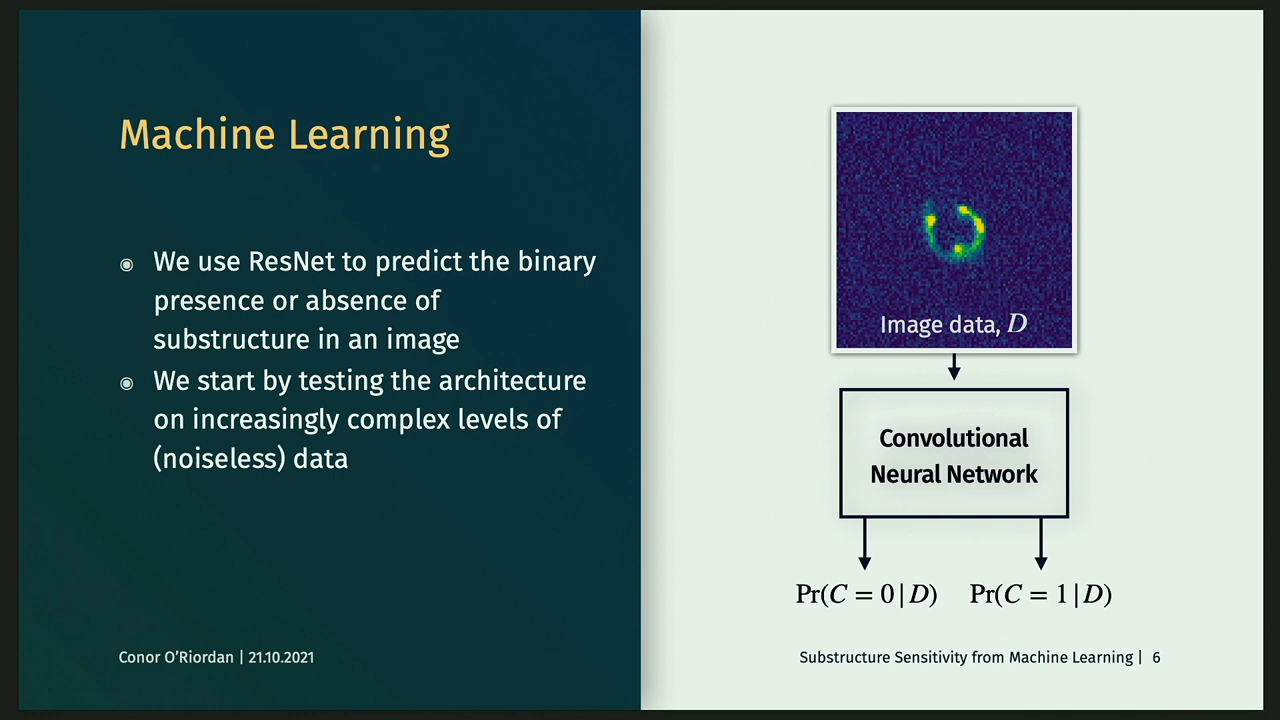 Machine Learning
◉ We use ResNet to predict the binary
presence or absence of
substructure in an image
◉ We start by testing the architecture
on increasingly complex levels of
(noiseless) data
Conor O’Riordan | 21.10.2021
Image data, D
Convolutional
Neural Network
Pr(C = 0 | D) Pr(C = 1 | D)
Substructure Sensitivity from Machine Learning | 6